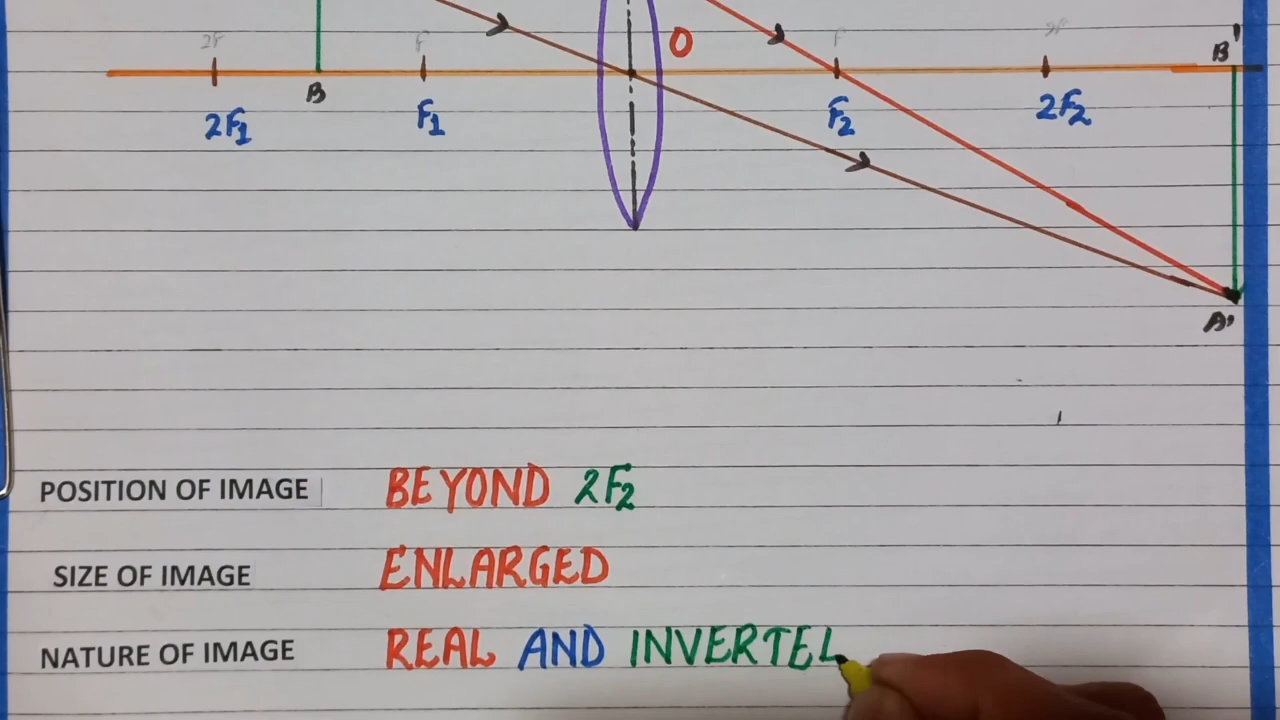 2F F O F 2F B'
B
2F₁ F₁ F₂ 2F₂
A'
POSITION OF IMAGE BEYOND 2F₂
SIZE OF IMAGE ENLARGED
NATURE OF IMAGE REAL AND INVERTEL